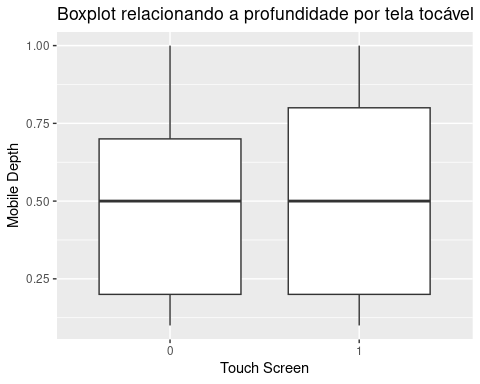 Boxplot relacionando a profundidade por tela tocável
1.00
0.75
0.50
0.25
Mobile Depth
0
1
Touch Screen